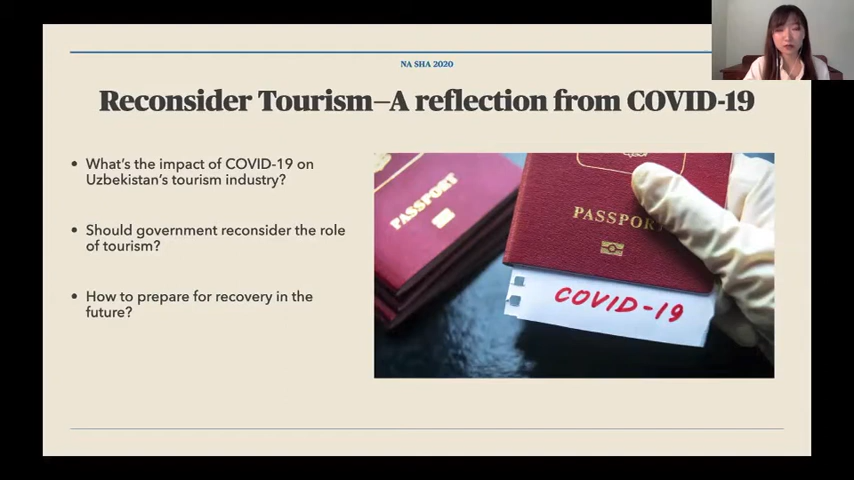 NA SHA 2020
Reconsider Tourism—A reflection from COVID-19
• What's the impact of COVID-19 on
Uzbekistan's tourism industry?
• Should government reconsider the role
of tourism?
• How to prepare for recovery in the
future?
PASSPORT
PASSPORT
COVID-19